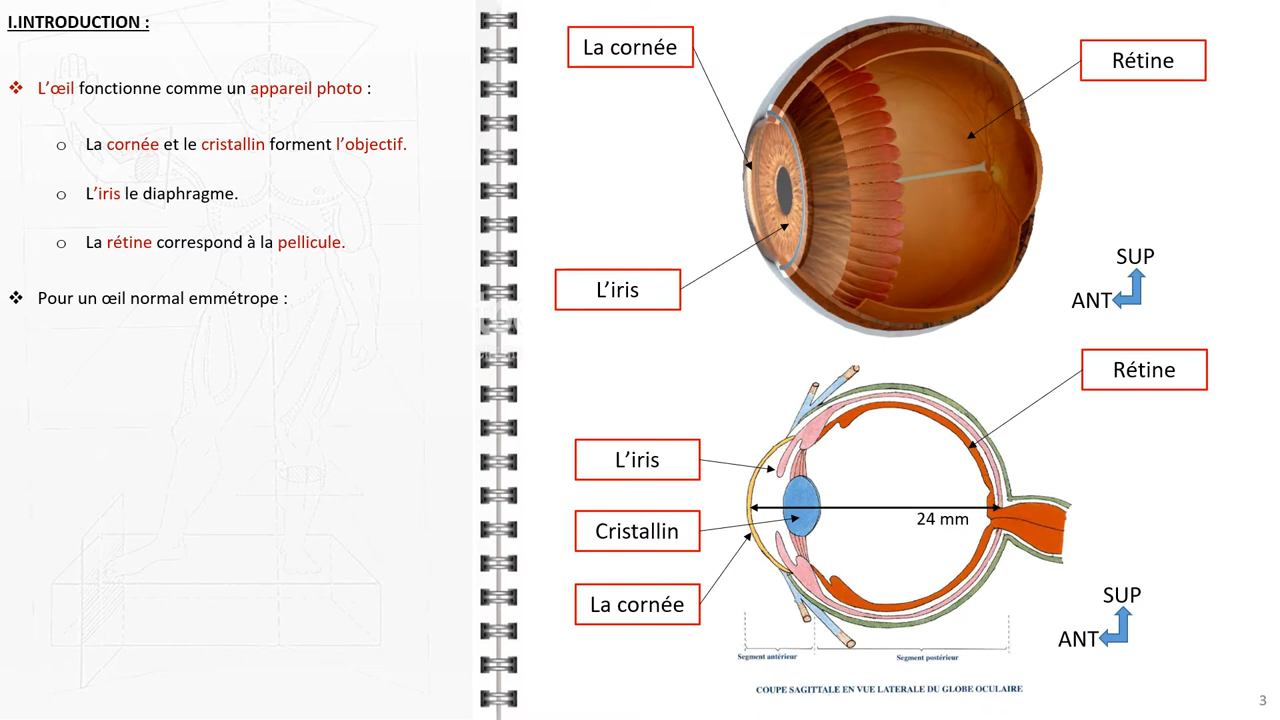 I.INTRODUCTION :
❖ L’œil fonctionne comme un appareil photo :
o La cornée et le cristallin forment l’objectif.
o L’iris le diaphragme.
o La rétine correspond à la pellicule.
❖ Pour un œil normal emmétrope :
La cornée
Rétine
L’iris
SUP
ANT
Rétine
L’iris
Cristallin
24 mm
La cornée
SUP
ANT
Segment antérieur
Segment postérieur
COUPE SAGITTALE EN VUE LATERALE DU GLOBE OCULAIRE
3